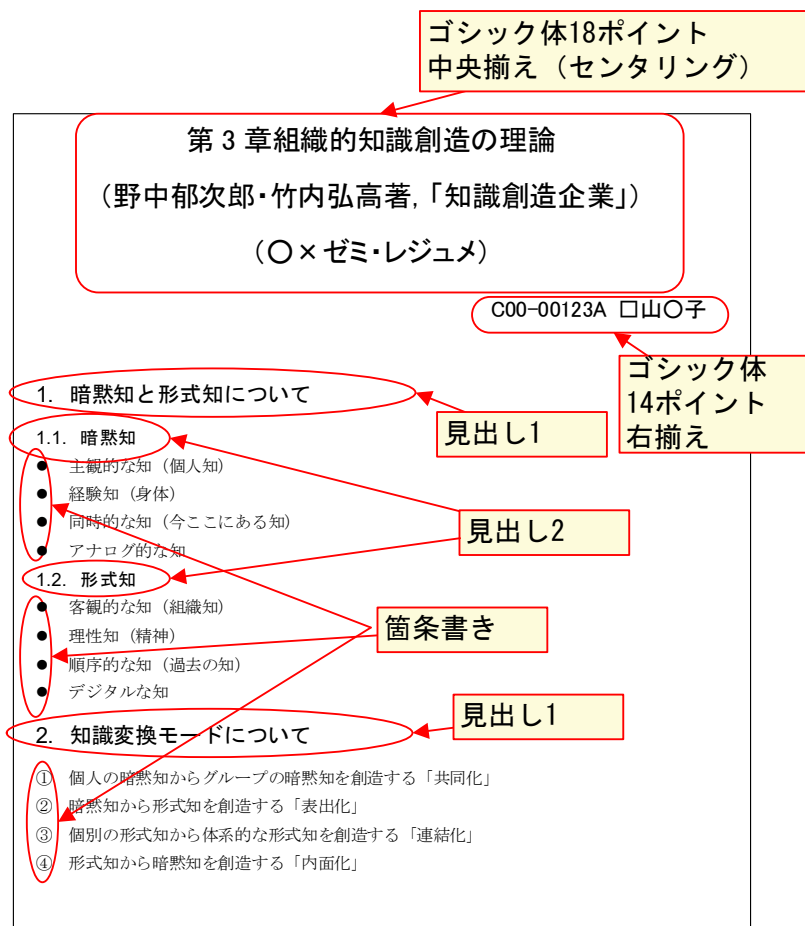 ゴシック体18ポイント
中央揃え（センタリング）
第3章組織的知識創造の理論
（野中郁次郎・竹内弘高著,「知識創造企業」）
（○×ゼミ・レジュメ）
C00-00123A □山○子
ゴシック体
14ポイント
右揃え
1. 暗黙知と形式知について
見出し1
1.1. 暗黙知
● 主観的な知（個人知）
● 経験知（身体）
● 同時的な知（今ここにある知）
見出し2
● アナログ的な知
1.2. 形式知
● 客観的な知（組織知）
箇条書き
● 理性知（精神）
● 順序的な知（過去の知）
● デジタルな知
見出し1
2. 知識変換モードについて
① 個人の暗黙知からグループの暗黙知を創造する「共同化」
② 暗黙知から形式知を創造する「表出化」
③ 個別の形式知から体系的な形式知を創造する「連結化」
④ 形式知から暗黙知を創造する「内面化」